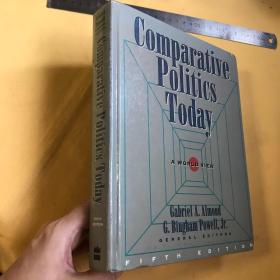 Comparative
Politics
Today
A WORLD VIEW
Gabriel A. Almond
G. Bingham Powell, Jr.
GENERAL EDITORS
FIFTH EDITION
Comparative Politics Today